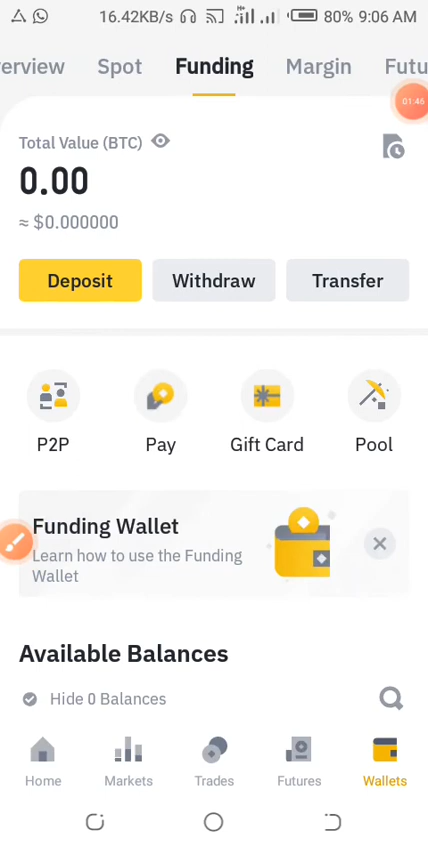 16.42KB/s H+ 80% 9:06 AM
erview Spot Funding Margin Futu
01:46
Total Value (BTC)
0.00
≈ $0.000000
Deposit Withdraw Transfer
P2P Pay Gift Card Pool
Funding Wallet
Learn how to use the Funding
Wallet
Available Balances
Hide 0 Balances
Home Markets Trades Futures Wallets